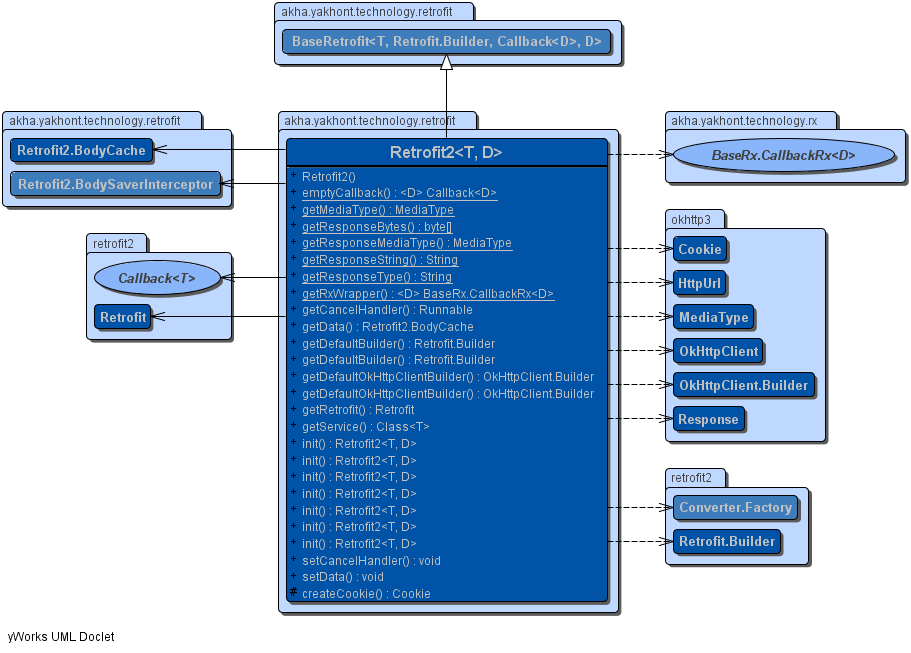 akha.yakhont.technology.retrofit
BaseRetrofit<T, Retrofit.Builder, Callback<D>, D>
akha.yakhont.technology.retrofit
Retrofit2.BodyCache
Retrofit2.BodySaverInterceptor
retrofit2
Callback<T>
Retrofit
akha.yakhont.technology.retrofit
Retrofit2<T, D>
+ Retrofit2()
+ emptyCallback() : <D> Callback<D>
+ getMediaType() : MediaType
+ getResponseBytes() : byte[]
+ getResponseMediaType() : MediaType
+ getResponseString() : String
+ getResponseType() : String
+ getRxWrapper() : <D> BaseRx.CallbackRx<D>
+ getCancelHandler() : Runnable
+ getData() : Retrofit2.BodyCache
+ getDefaultBuilder() : Retrofit.Builder
+ getDefaultBuilder() : Retrofit.Builder
+ getDefaultOkHttpClientBuilder() : OkHttpClient.Builder
+ getDefaultOkHttpClientBuilder() : OkHttpClient.Builder
+ getRetrofit() : Retrofit
+ getService() : Class<T>
+ init() : Retrofit2<T, D>
+ init() : Retrofit2<T, D>
+ init() : Retrofit2<T, D>
+ init() : Retrofit2<T, D>
+ init() : Retrofit2<T, D>
+ init() : Retrofit2<T, D>
+ init() : Retrofit2<T, D>
+ setCancelHandler() : void
+ setData() : void
# createCookie() : Cookie
akha.yakhont.technology.rx
BaseRx.CallbackRx<D>
okhttp3
Cookie
HttpUrl
MediaType
OkHttpClient
OkHttpClient.Builder
Response
retrofit2
Converter.Factory
Retrofit.Builder
yWorks UML Doclet